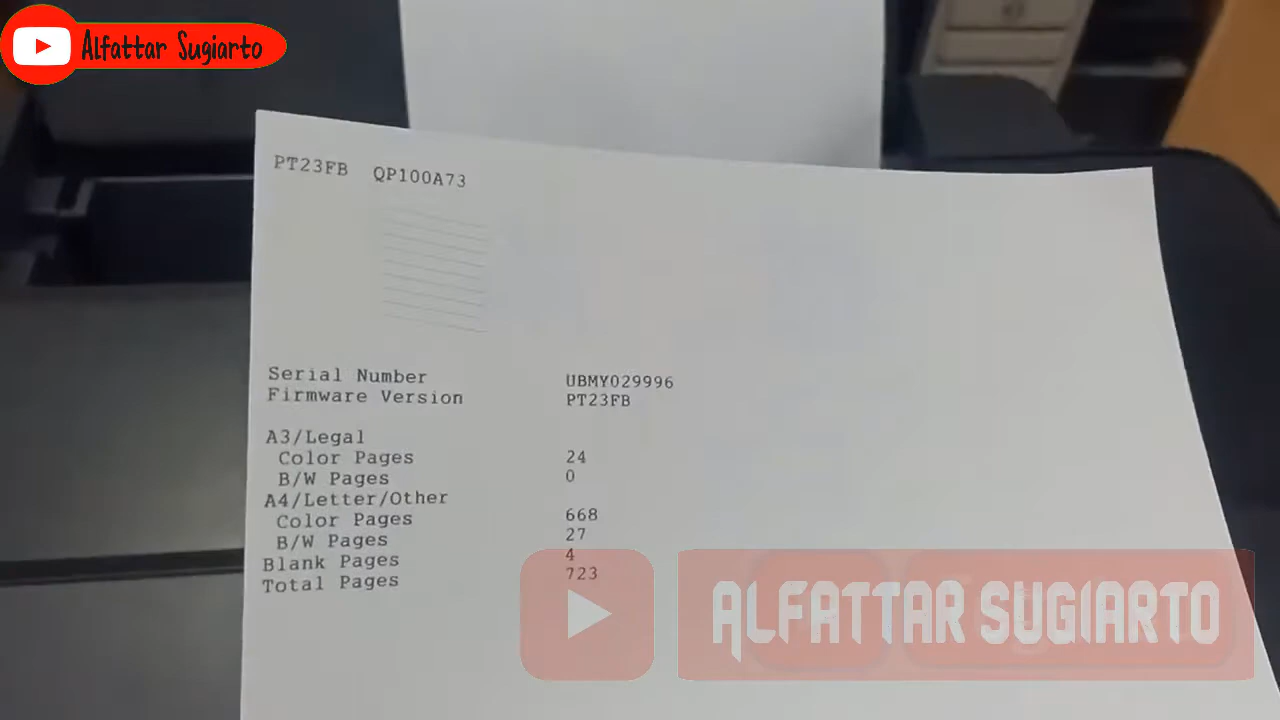 Alfattar Sugiarto
PT23FB QP100A73
Serial Number UBMY029996
Firmware Version PT23FB
A3/Legal
Color Pages 24
B/W Pages 0
A4/Letter/Other
Color Pages 668
B/W Pages 27
Blank Pages 4
Total Pages 723
ALFATTAR SUGIARTO